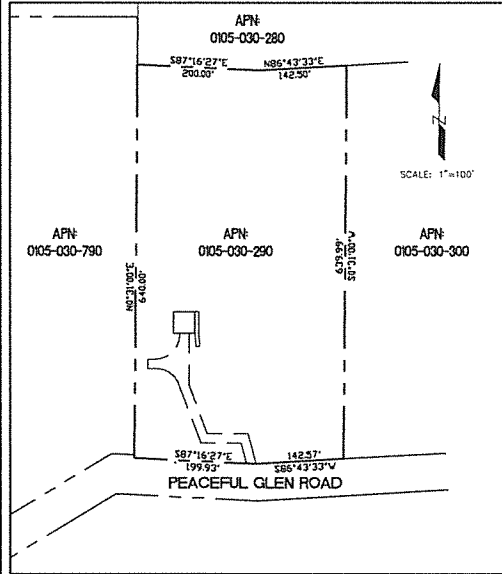 APN:
0105-030-280
S87°16'27"E
200.00'
N86°43'33"E
142.50'
N
SCALE: 1"=100'
APN:
0105-030-790
APN:
0105-030-290
APN:
0105-030-300
N0°31'00"E
640.00'
639.99'
S0°31'00"W
S87°16'27"E
199.93'
142.57'
S86°43'33"W
PEACEFUL GLEN ROAD